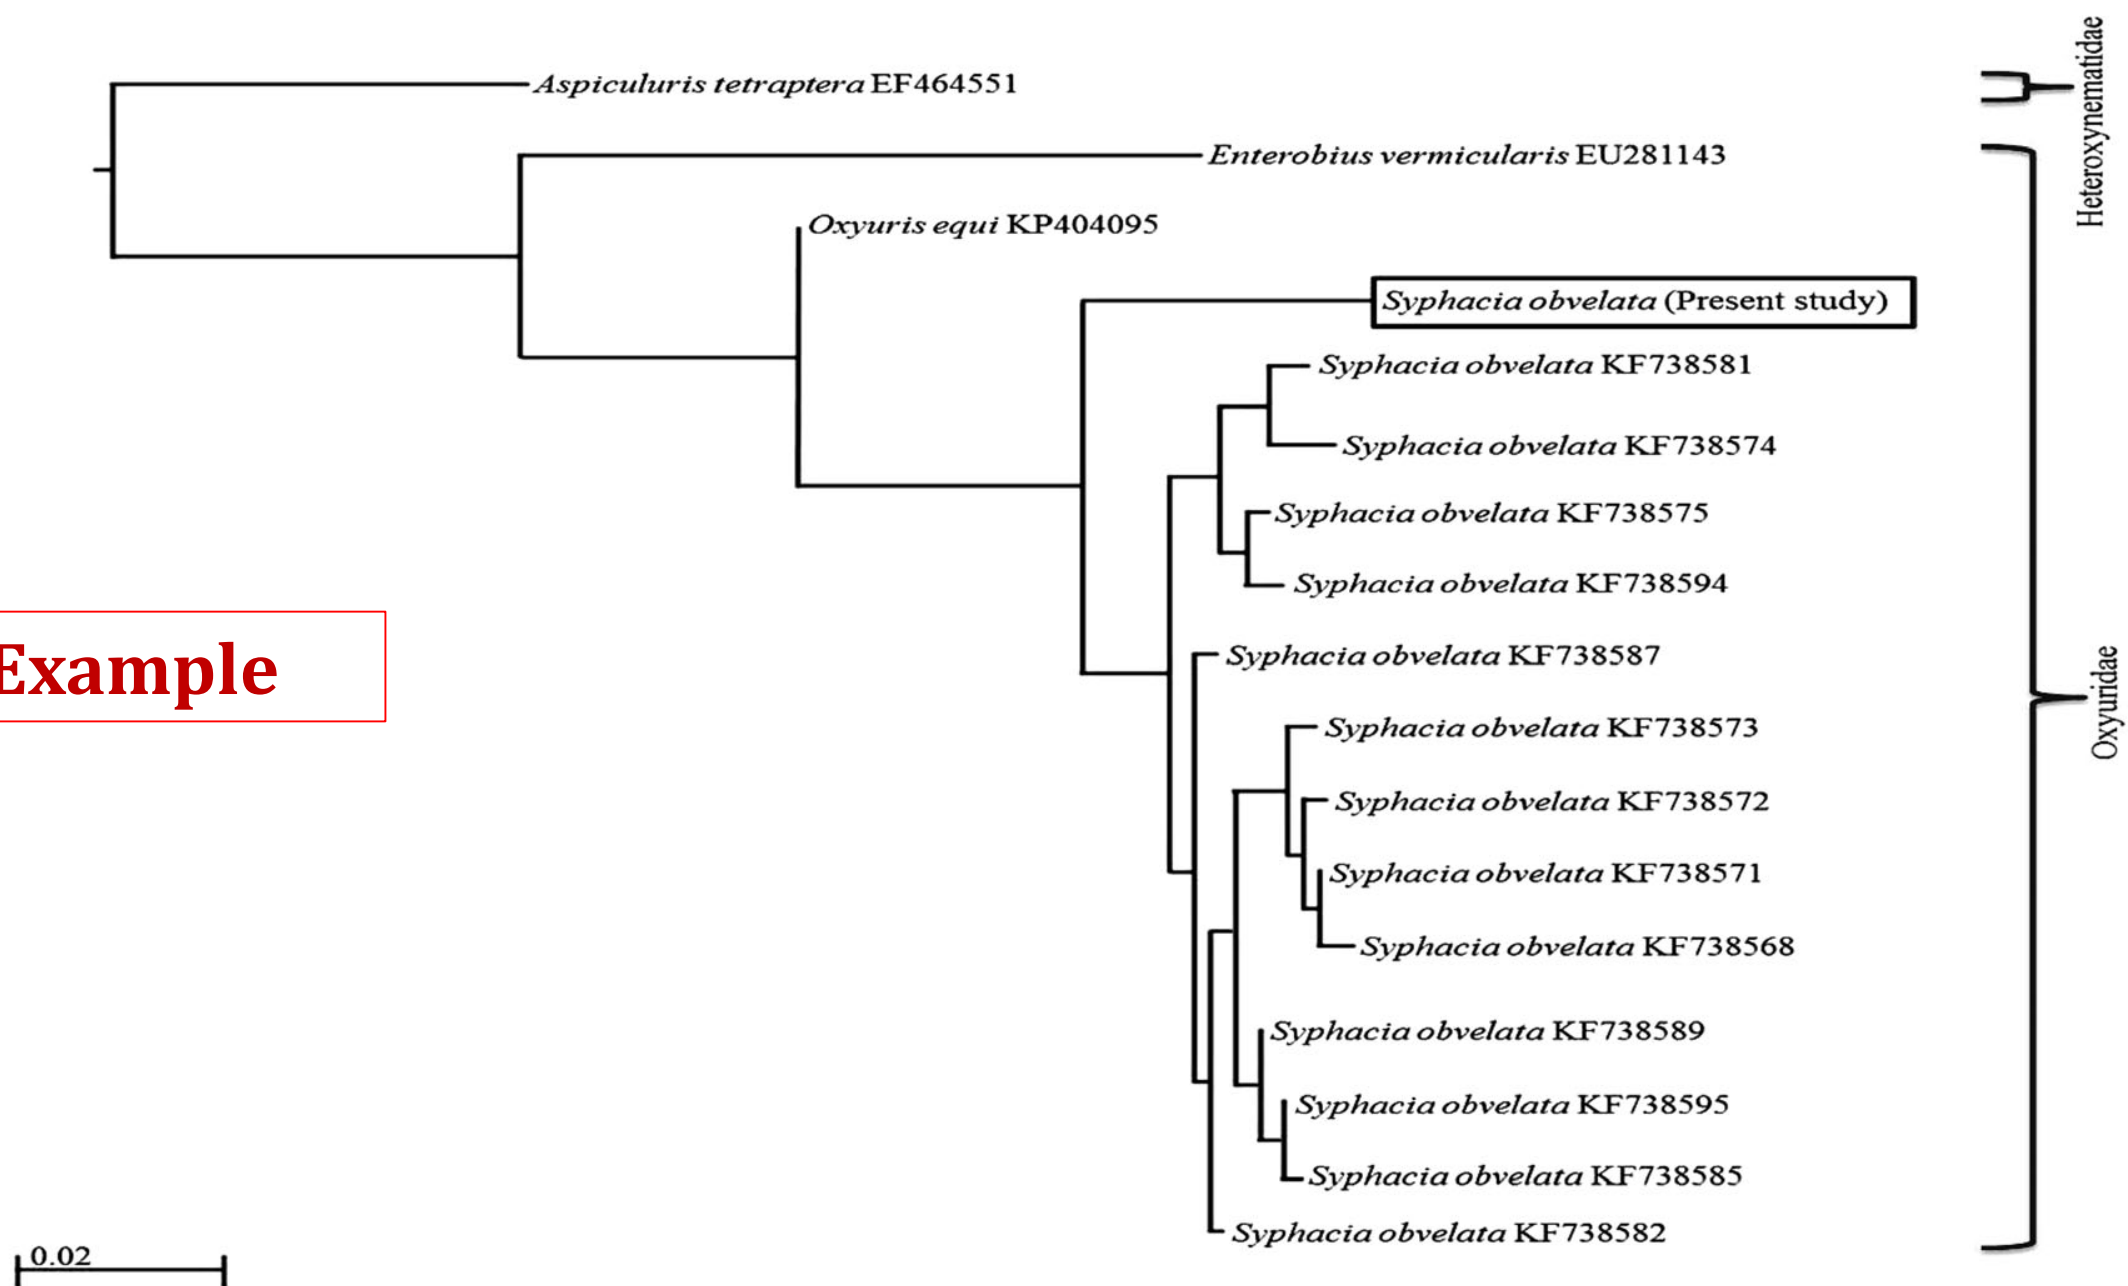 Aspiculuris tetraptera EF464551
Heteroxynematidae
Enterobius vermicularis EU281143
Oxyuris equi KP404095
Syphacia obvelata (Present study)
Syphacia obvelata KF738581
Syphacia obvelata KF738574
Syphacia obvelata KF738575
Syphacia obvelata KF738594
Example
Syphacia obvelata KF738587
Oxyuridae
Syphacia obvelata KF738573
Syphacia obvelata KF738572
Syphacia obvelata KF738571
Syphacia obvelata KF738568
Syphacia obvelata KF738589
Syphacia obvelata KF738595
Syphacia obvelata KF738585
Syphacia obvelata KF738582
0.02